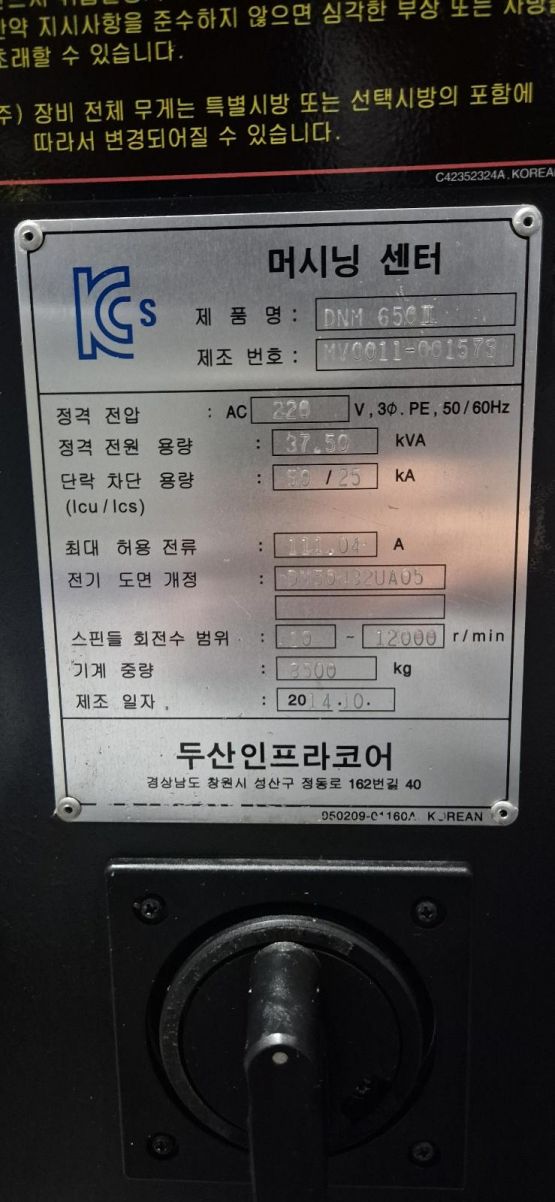 지시사항을 준수하지 않으면 심각한 부상 또는
초래할 수 있습니다.
주) 장비 전체 무게는 특별시방 또는 선택시방의 포함에
따라서 변경되어질 수 있습니다.
C42352324A, KOREA
KCs
머시닝 센터
제 품 명 : DNM 650Ⅱ
제조 번호 : MV0011-001573
정격 전압 : AC 220 V, 3Φ. PE, 50/60Hz
정격 전원 용량 : 37.50 kVA
단락 차단 용량 : 50 / 25 kA
(Icu / Ics)
최대 허용 전류 : 111.04 A
전기 도면 개정 :
스핀들 회전수 범위 : ~ 12000 r/min
기계 중량 : kg
제조 일자 : 2014.10.
두산인프라코어
경상남도 창원시 성산구 정동로 162번길 40
950209-01160A KOREAN